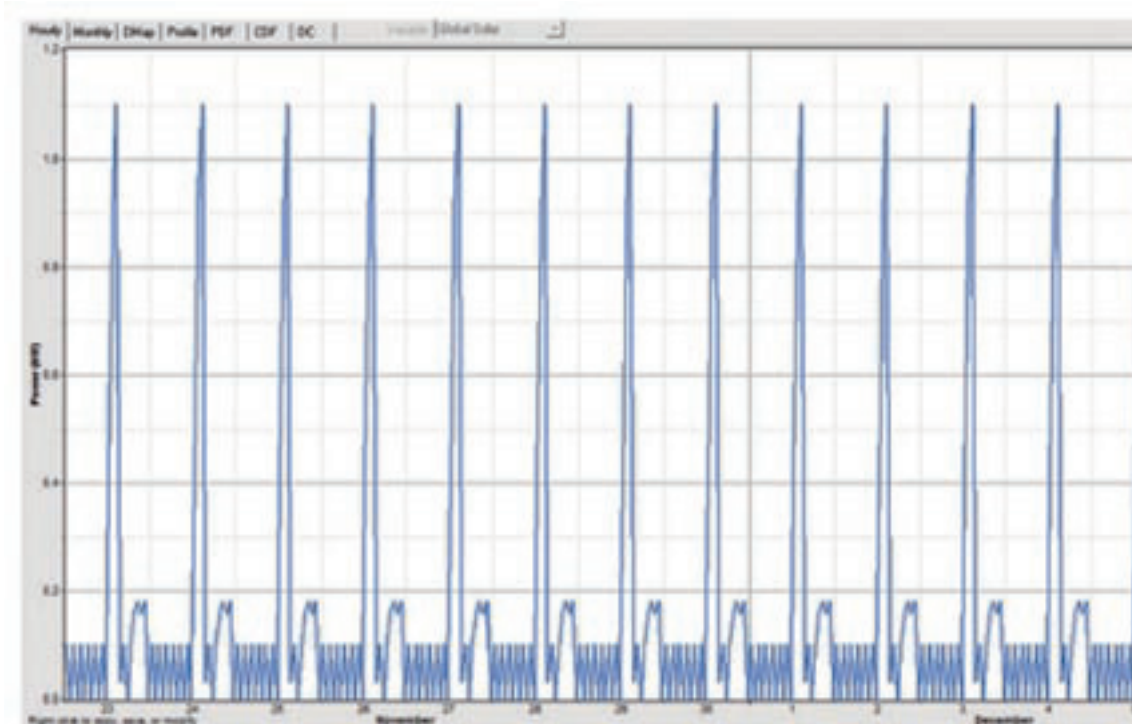 Hourly Monthly DMap Profile PDF CDF DC Variable Global Solar
1.2
1.0
0.8
0.6
0.4
0.2
0.0
Power (kW)
23 24 25 26 27 28 29 30 1 2 3 4
November December